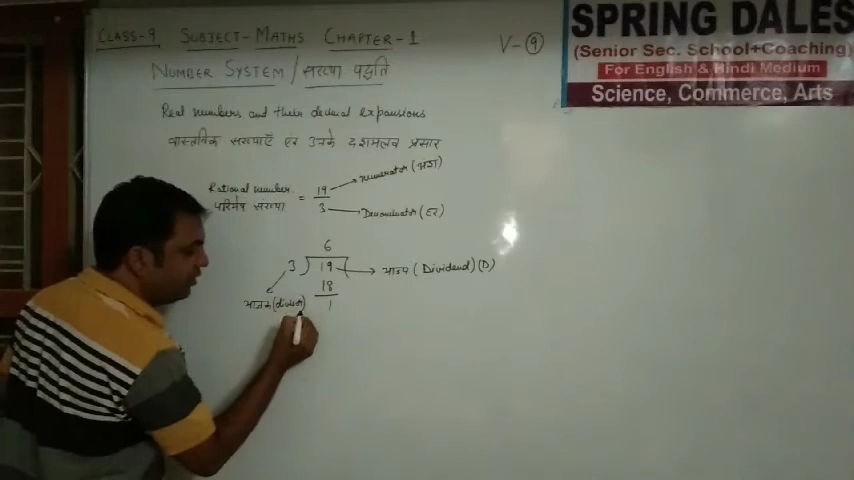 CLASS-9 SUBJECT-MATHS CHAPTER-1
V-9
SPRING DALES
(Senior Sec. School+Coaching)
For English & Hindi Medium
Science, Commerce, Arts
NUMBER SYSTEM / संख्या पद्धति
Real numbers and their decimal expansions
वास्तविक संख्याएँ एवं उनके दशमलव प्रसार
Rational number
परिमेय संख्या
= 19/3
Numerator (अंश)
Denominator (हर)
6
3 ) 19
भाज्य (Dividend) (D)
18
भाजक (divisor)
1